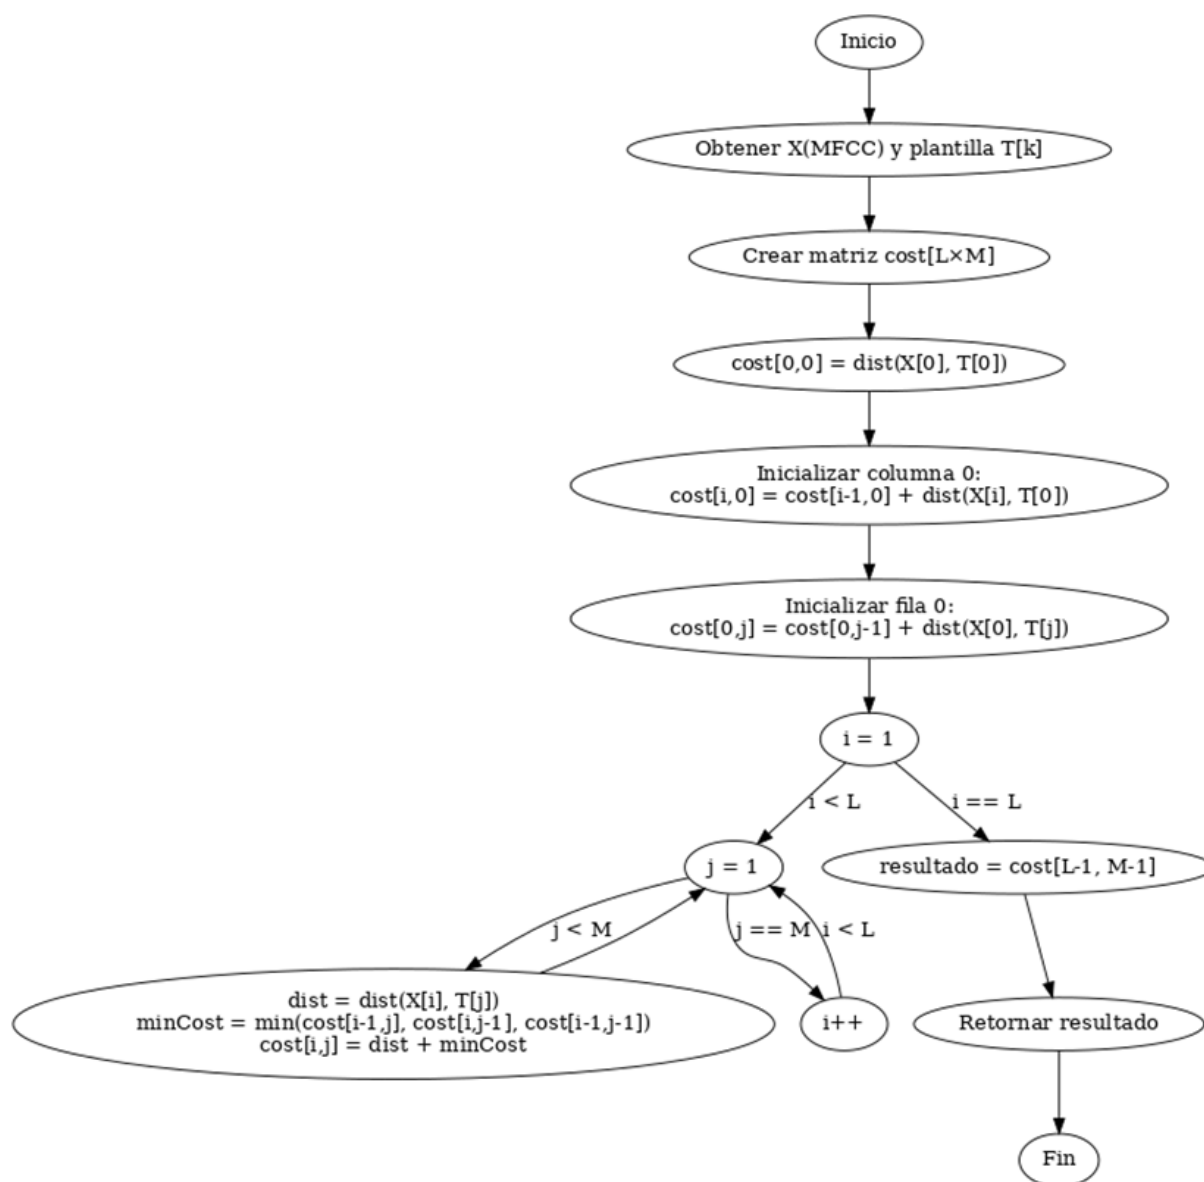 Inicio
Obtener X(MFCC) y plantilla T[k]
Crear matriz cost[L×M]
cost[0,0] = dist(X[0], T[0])
Inicializar columna 0:
cost[i,0] = cost[i-1,0] + dist(X[i], T[0])
Inicializar fila 0:
cost[0,j] = cost[0,j-1] + dist(X[0], T[j])
i = 1
i < L
i == L
j = 1
resultado = cost[L-1, M-1]
j < M
j == M
i < L
dist = dist(X[i], T[j])
minCost = min(cost[i-1,j], cost[i,j-1], cost[i-1,j-1])
cost[i,j] = dist + minCost
i++
Retornar resultado
Fin